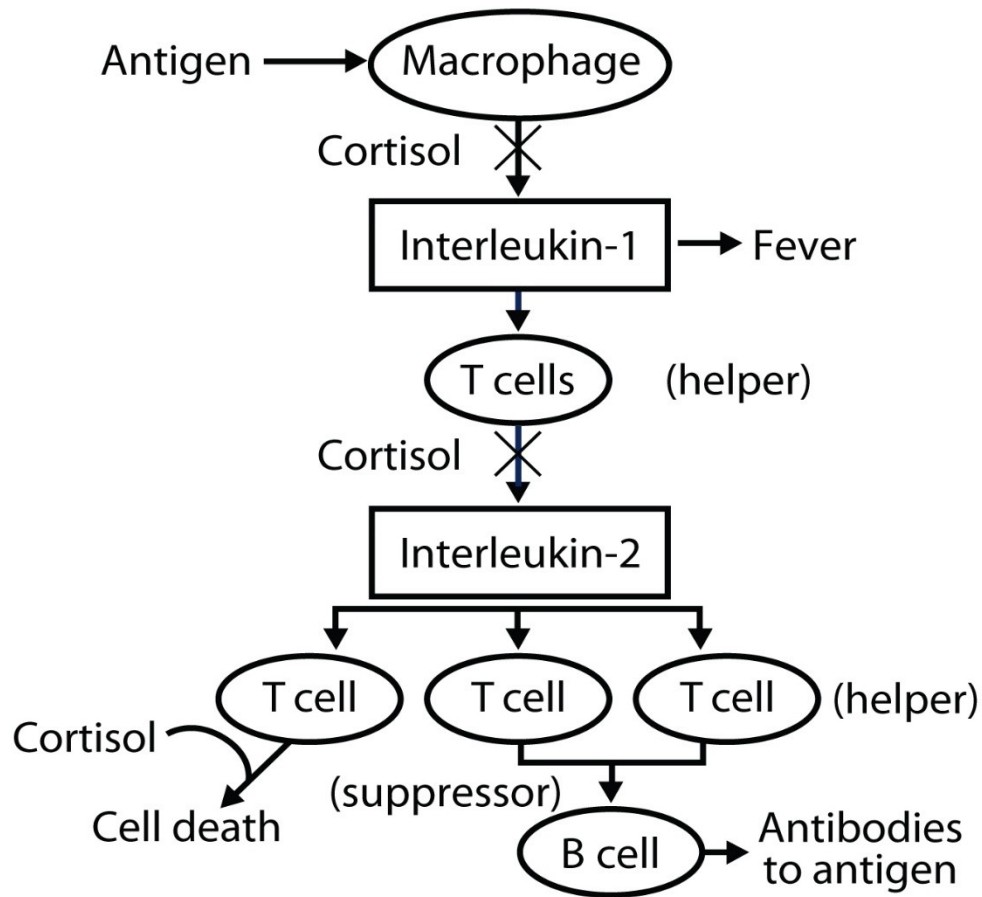 Antigen
Macrophage
Cortisol
Interleukin-1
Fever
T cells
(helper)
Cortisol
Interleukin-2
T cell
T cell
T cell
(helper)
Cortisol
(suppressor)
Cell death
B cell
Antibodies
to antigen